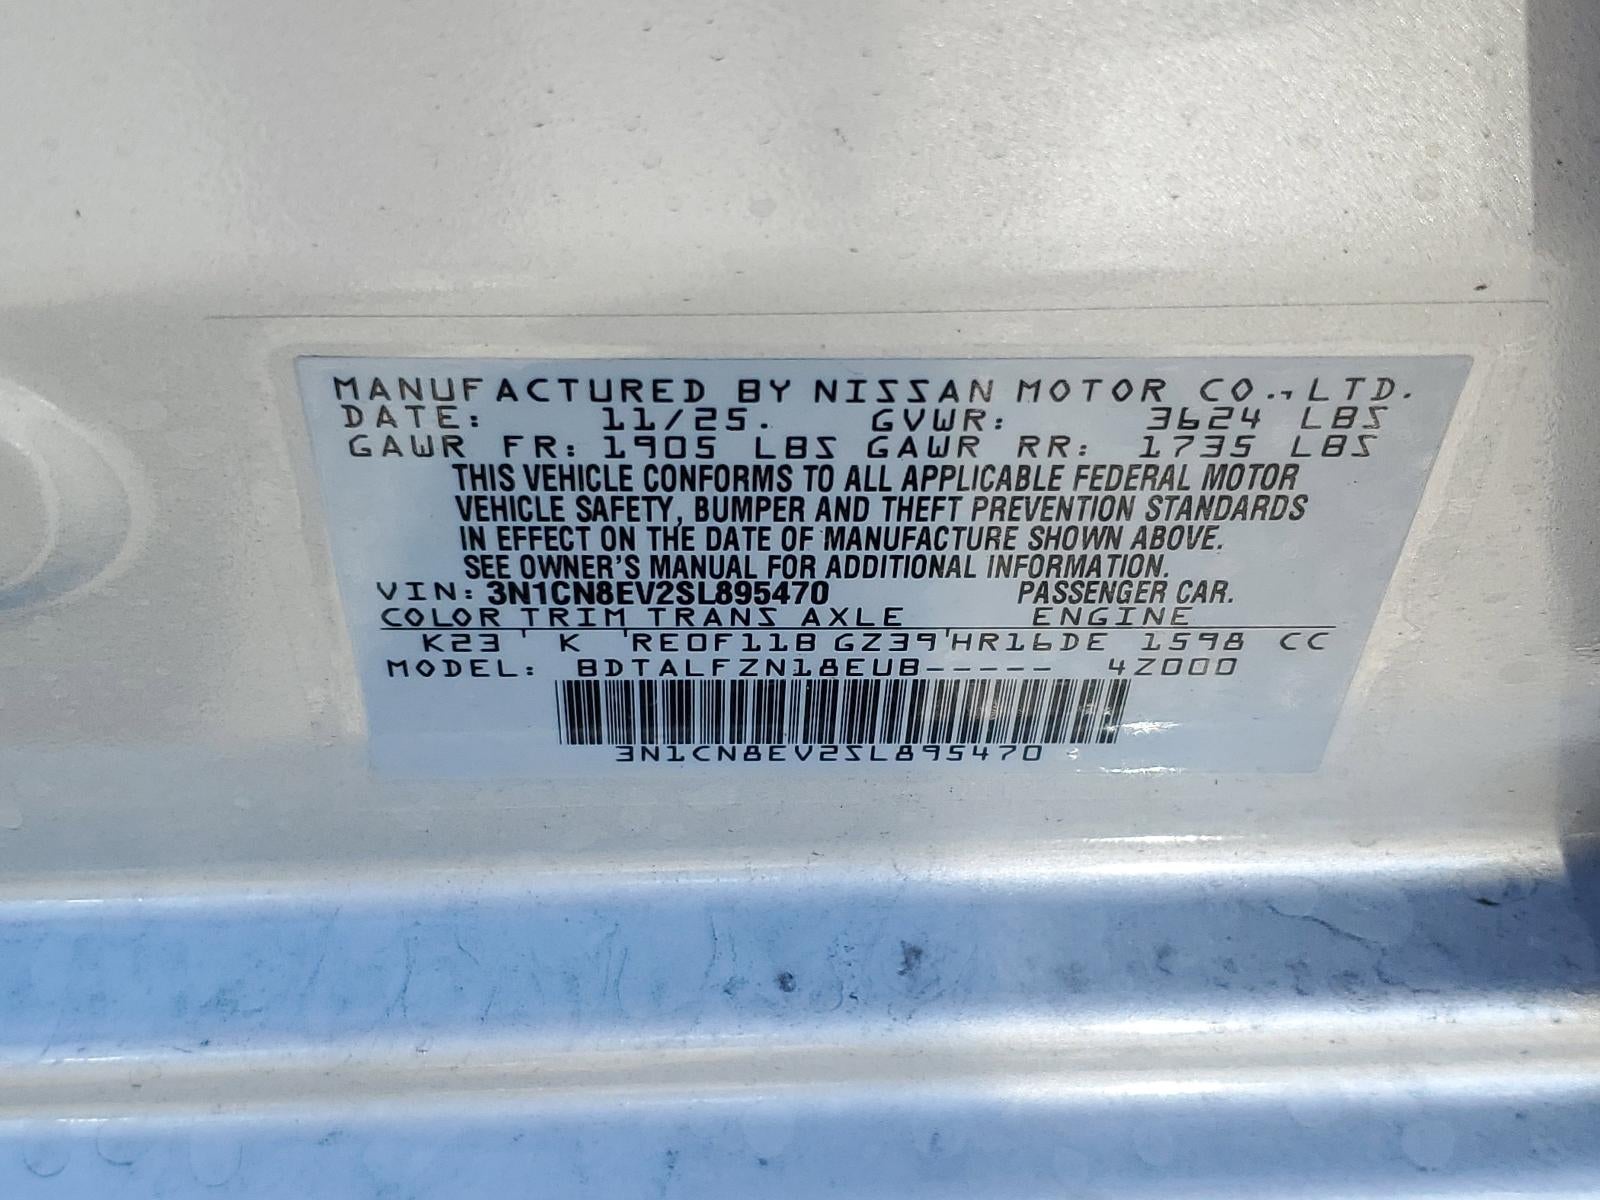 MANUFACTURED BY NISSAN MOTOR CO., LTD.
DATE: 11/25. GVWR: 3624 LBS
GAWR FR: 1905 LBS GAWR RR: 1735 LBS
THIS VEHICLE CONFORMS TO ALL APPLICABLE FEDERAL MOTOR
VEHICLE SAFETY, BUMPER AND THEFT PREVENTION STANDARDS
IN EFFECT ON THE DATE OF MANUFACTURE SHOWN ABOVE.
SEE OWNER'S MANUAL FOR ADDITIONAL INFORMATION.
VIN: 3N1CN8EV2SL895470 PASSENGER CAR.
COLOR TRIM TRANS AXLE ENGINE
K23 K RE0F11B GZ39 HR16DE 1598 CC
MODEL: BDTALFZN18EUB----- 4Z000
3N1CN8EV2SL895470